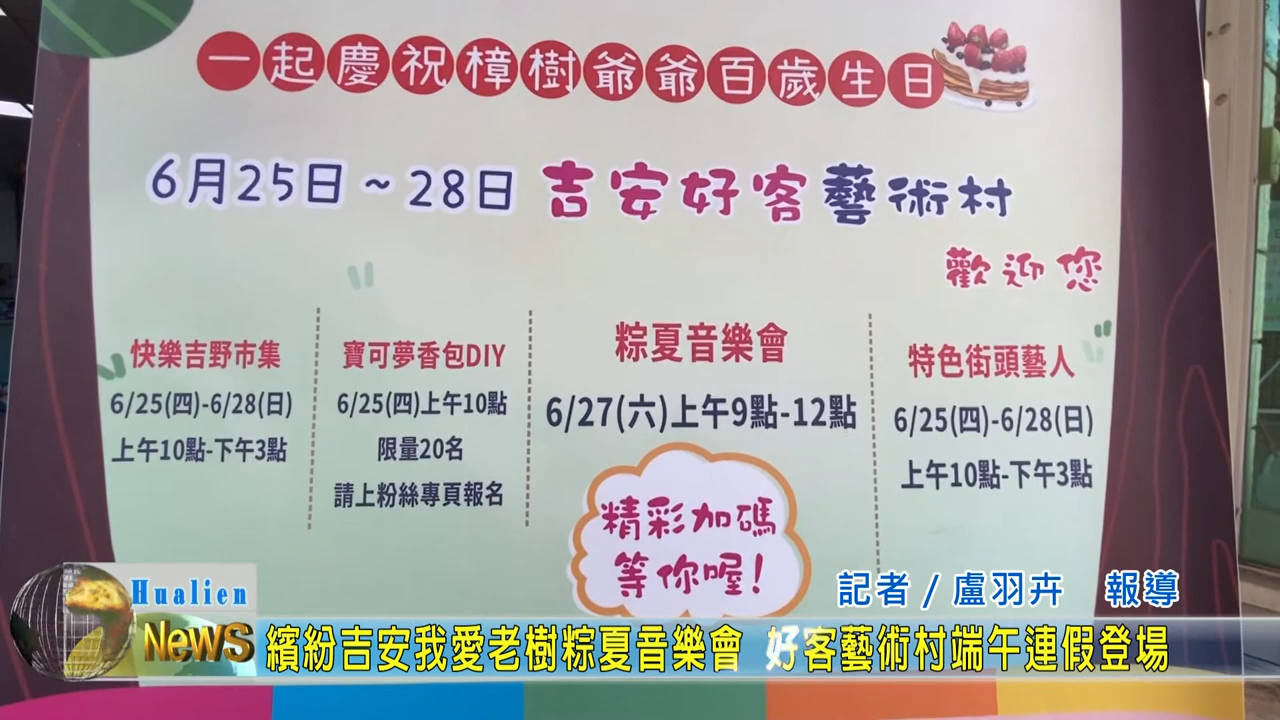 一起慶祝樟樹爺爺百歲生日
6月25日~28日 吉安好客藝術村
歡迎您
快樂吉野市集
6/25(四)-6/28(日)
上午10點-下午3點
寶可夢香包DIY
6/25(四)上午10點
限量20名
請上粉絲專頁報名
粽夏音樂會
6/27(六)上午9點-12點
精彩加碼
等你喔!
特色街頭藝人
6/25(四)-6/28(日)
上午10點-下午3點
記者/盧羽卉 報導
Hualien
NewS
繽紛吉安我愛老樹粽夏音樂會 好客藝術村端午連假登場